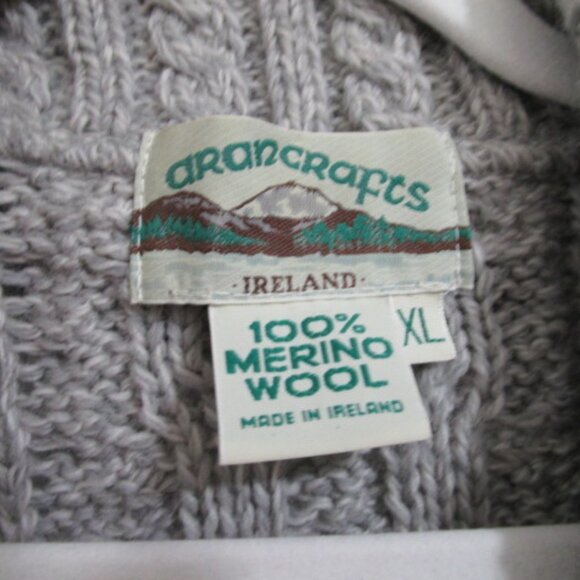 arancrafts
· IRELAND ·
XL
100%
MERINO
WOOL
MADE IN IRELAND